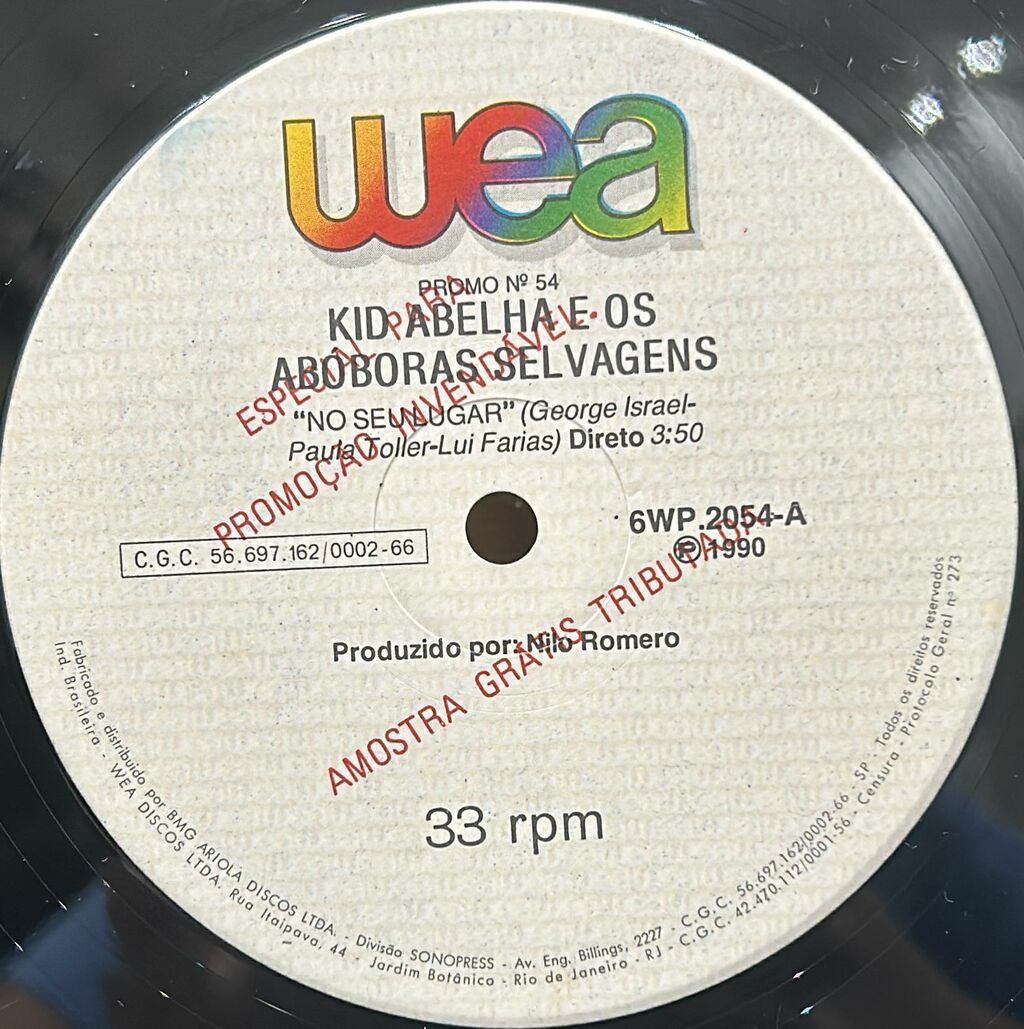 wea
PROMO Nº 54
KID ABELHA E OS
ABÓBORAS SELVAGENS
"NO SEU LUGAR" (George Israel-
Paula Toller-Lui Farias) Direto 3:50
ESPECIAL PARA
PROMOÇÃO INVENDÁVEL.
AMOSTRA GRÁTIS TRIBUTADA
C.G.C. 56.697.162/0002-66
6WP.2054-A
℗ 1990
Produzido por: Nilo Romero
33 rpm
Fabricado e distribuído por BMG ARIOLA DISCOS LTDA. - Divisão SONOPRESS - Av. Eng. Billings, 2227 - C.G.C. 56.697.162/0002-66 - SP - Todos os direitos reservados
Ind. Brasileira - WEA DISCOS LTDA. Rua Itaipava, 44 - Jardim Botânico - Rio de Janeiro - RJ - C.G.C. 42.470.112/0001-56 - Censura - Protocolo Geral nº 273